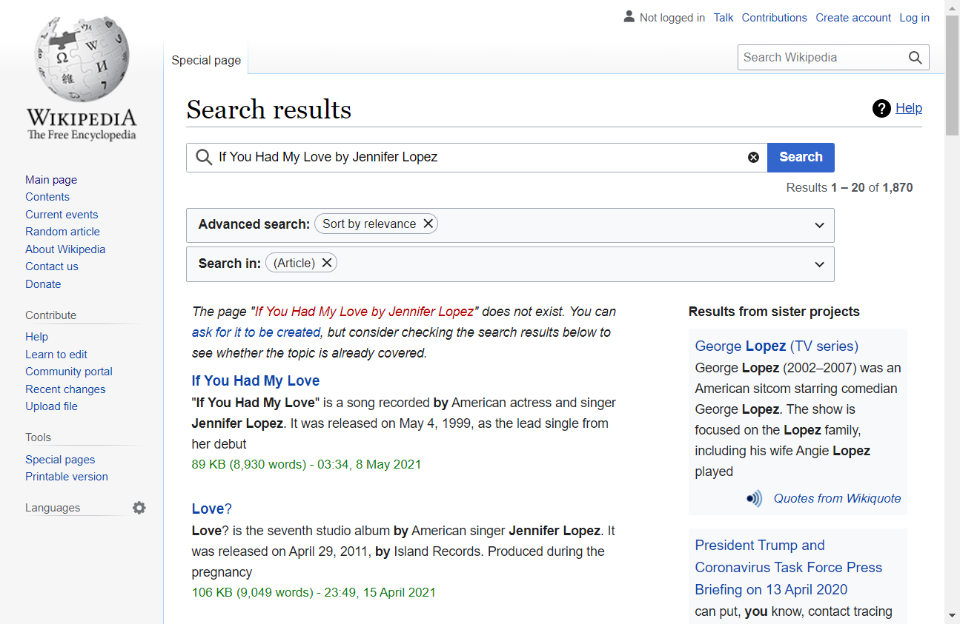 Not logged in Talk Contributions Create account Log in
Special page
Search Wikipedia
WIKIPEDIA
The Free Encyclopedia
Main page
Contents
Current events
Random article
About Wikipedia
Contact us
Donate
Contribute
Help
Learn to edit
Community portal
Recent changes
Upload file
Tools
Special pages
Printable version
Languages
Search results
Help
If You Had My Love by Jennifer Lopez
Search
Results 1 – 20 of 1,870
Advanced search: Sort by relevance
Search in: (Article)
The page "If You Had My Love by Jennifer Lopez" does not exist. You can
ask for it to be created, but consider checking the search results below to
see whether the topic is already covered.
If You Had My Love
"If You Had My Love" is a song recorded by American actress and singer
Jennifer Lopez. It was released on May 4, 1999, as the lead single from
her debut
89 KB (8,930 words) - 03:34, 8 May 2021
Love?
Love? is the seventh studio album by American singer Jennifer Lopez. It
was released on April 29, 2011, by Island Records. Produced during the
pregnancy
106 KB (9,049 words) - 23:49, 15 April 2021
Results from sister projects
George Lopez (TV series)
George Lopez (2002–2007) was an
American sitcom starring comedian
George Lopez. The show is
focused on the Lopez family,
including his wife Angie Lopez
played
Quotes from Wikiquote
President Trump and
Coronavirus Task Force Press
Briefing on 13 April 2020
can put, you know, contact tracing